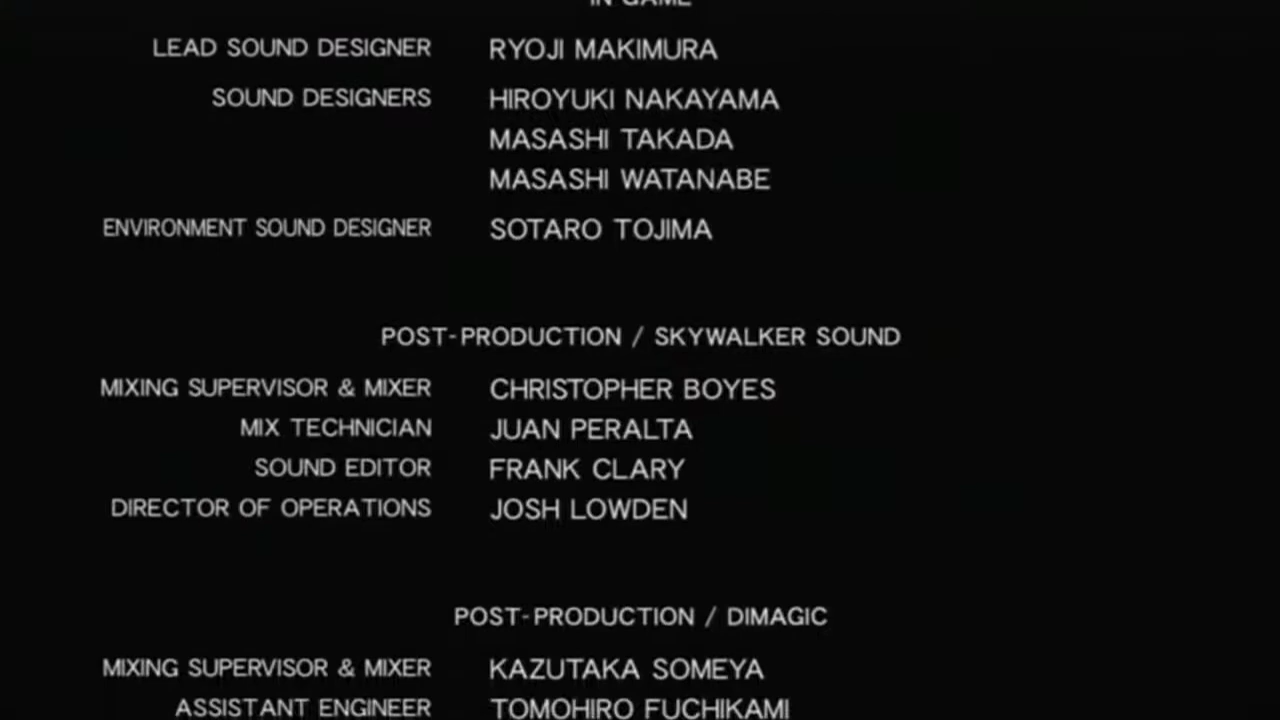 IN GAME
LEAD SOUND DESIGNER RYOJI MAKIMURA
SOUND DESIGNERS HIROYUKI NAKAYAMA
MASASHI TAKADA
MASASHI WATANABE
ENVIRONMENT SOUND DESIGNER SOTARO TOJIMA
POST-PRODUCTION / SKYWALKER SOUND
MIXING SUPERVISOR & MIXER CHRISTOPHER BOYES
MIX TECHNICIAN JUAN PERALTA
SOUND EDITOR FRANK CLARY
DIRECTOR OF OPERATIONS JOSH LOWDEN
POST-PRODUCTION / DIMAGIC
MIXING SUPERVISOR & MIXER KAZUTAKA SOMEYA
ASSISTANT ENGINEER TOMOHIRO FUCHIKAMI